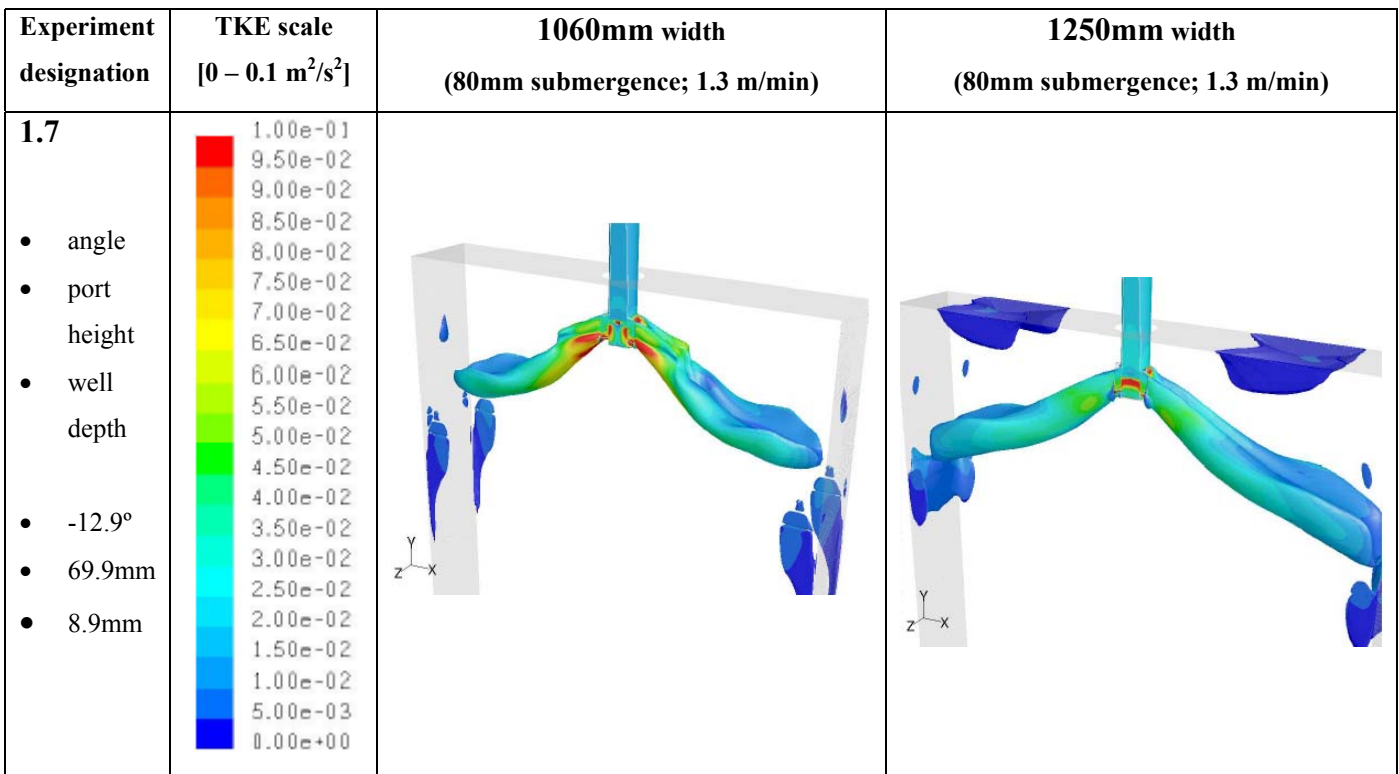 Experiment designation
TKE scale
[0 – 0.1 m²/s²]
1060mm width
(80mm submergence; 1.3 m/min)
1250mm width
(80mm submergence; 1.3 m/min)
1.7
• angle
• port
height
• well
depth
• -12.9º
• 69.9mm
• 8.9mm
1.00e-01
9.50e-02
9.00e-02
8.50e-02
8.00e-02
7.50e-02
7.00e-02
6.50e-02
6.00e-02
5.50e-02
5.00e-02
4.50e-02
4.00e-02
3.50e-02
3.00e-02
2.50e-02
2.00e-02
1.50e-02
1.00e-02
5.00e-03
0.00e+00
Y
Z X
Y
Z X